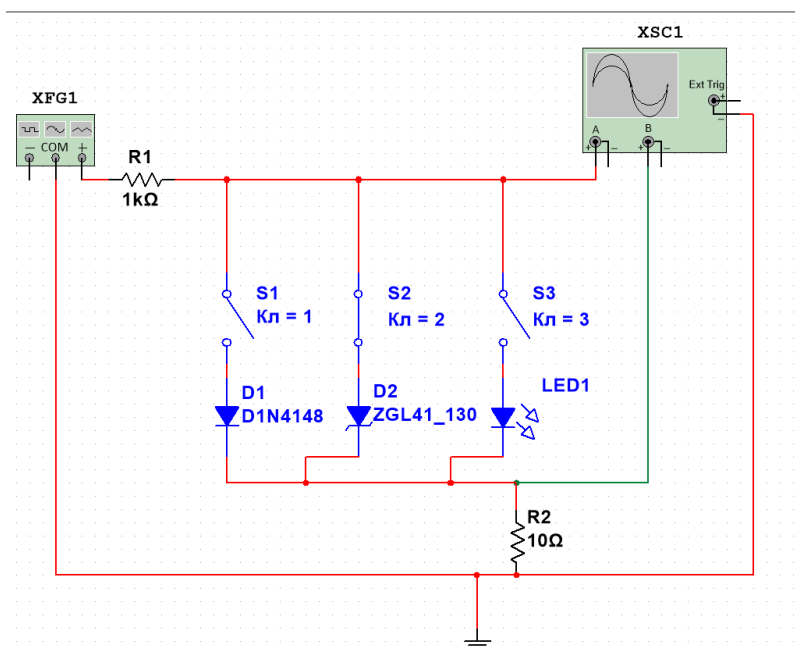 XSC1
Ext Trig
+
−
A
B
+ − + −
XFG1
− COM +
R1
1kΩ
S1
Кл = 1
S2
Кл = 2
S3
Кл = 3
D1
D1N4148
D2
ZGL41_130
LED1
R2
10Ω